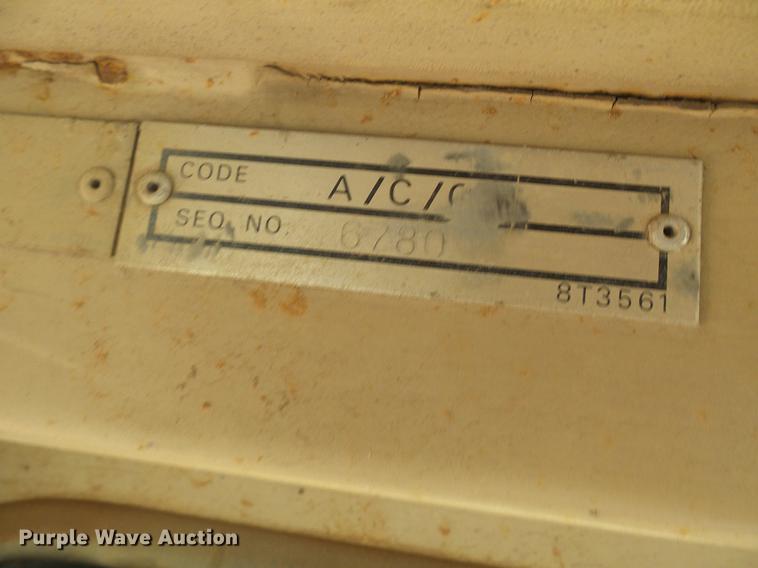 CODE A/C/
SEQ. NO. 6780
8T3561
Purple Wave Auction